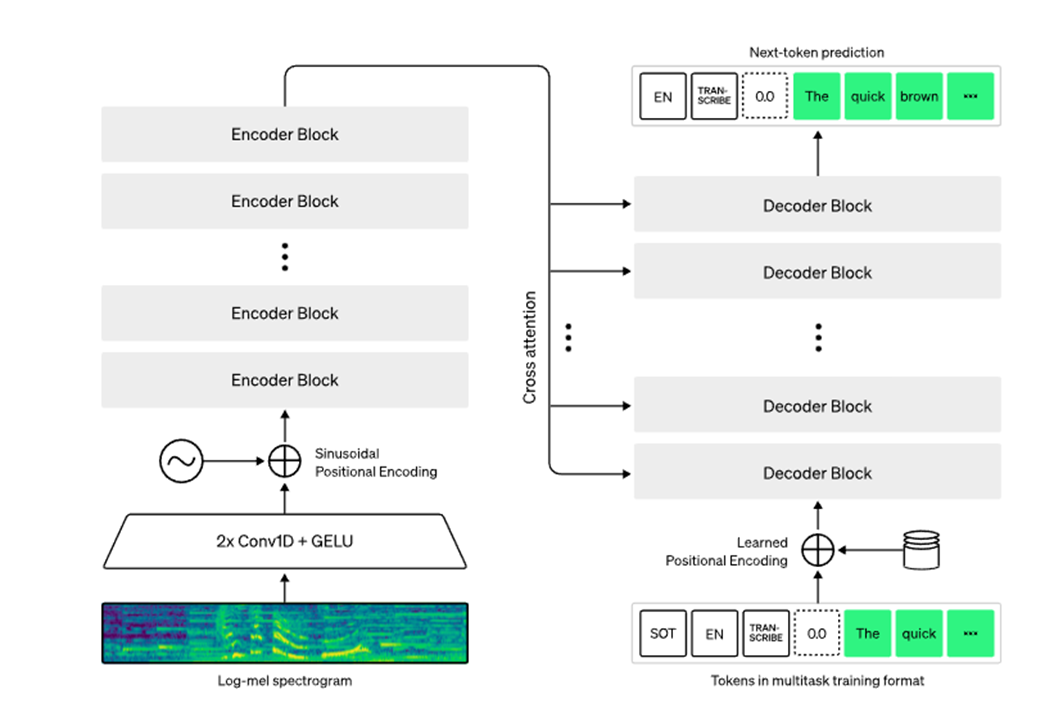 Encoder Block
Encoder Block
Encoder Block
Encoder Block
Sinusoidal
Positional Encoding
2x Conv1D + GELU
Log-mel spectrogram
Cross attention
Next-token prediction
EN TRAN-
SCRIBE 0.0 The quick brown ...
Decoder Block
Decoder Block
Decoder Block
Decoder Block
Learned
Positional Encoding
SOT EN TRAN-
SCRIBE 0.0 The quick ...
Tokens in multitask training format